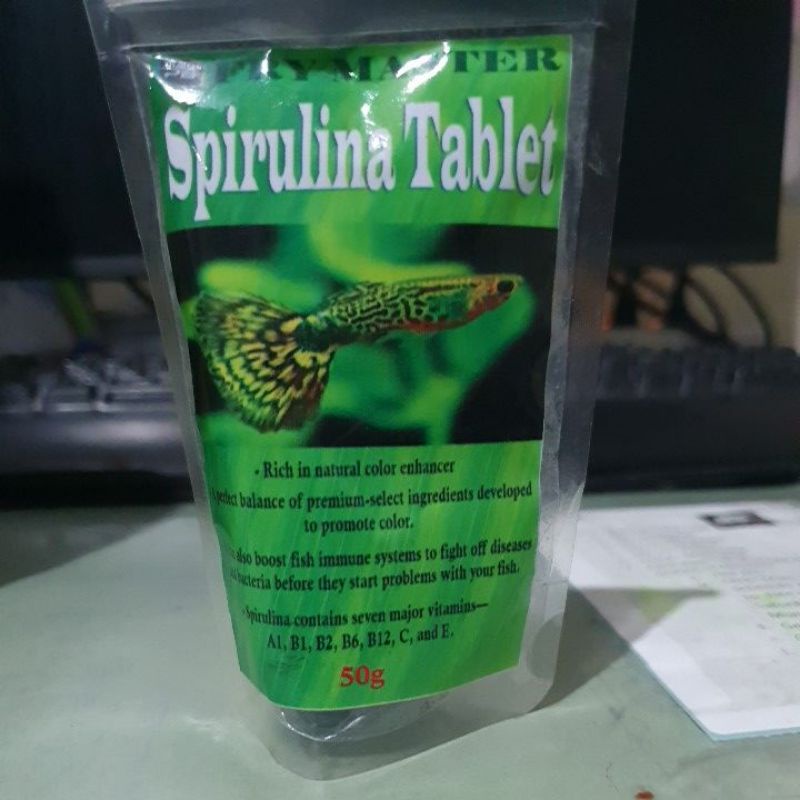 FRY MASTER
Spirulina Tablet
- Rich in natural color enhancer
perfect balance of premium-select ingredients developed
to promote color.
also boost fish immune systems to fight off diseases
bacteria before they start problems with your fish.
-Spirulina contains seven major vitamins—
A1, B1, B2, B6, B12, C, and E.
50g